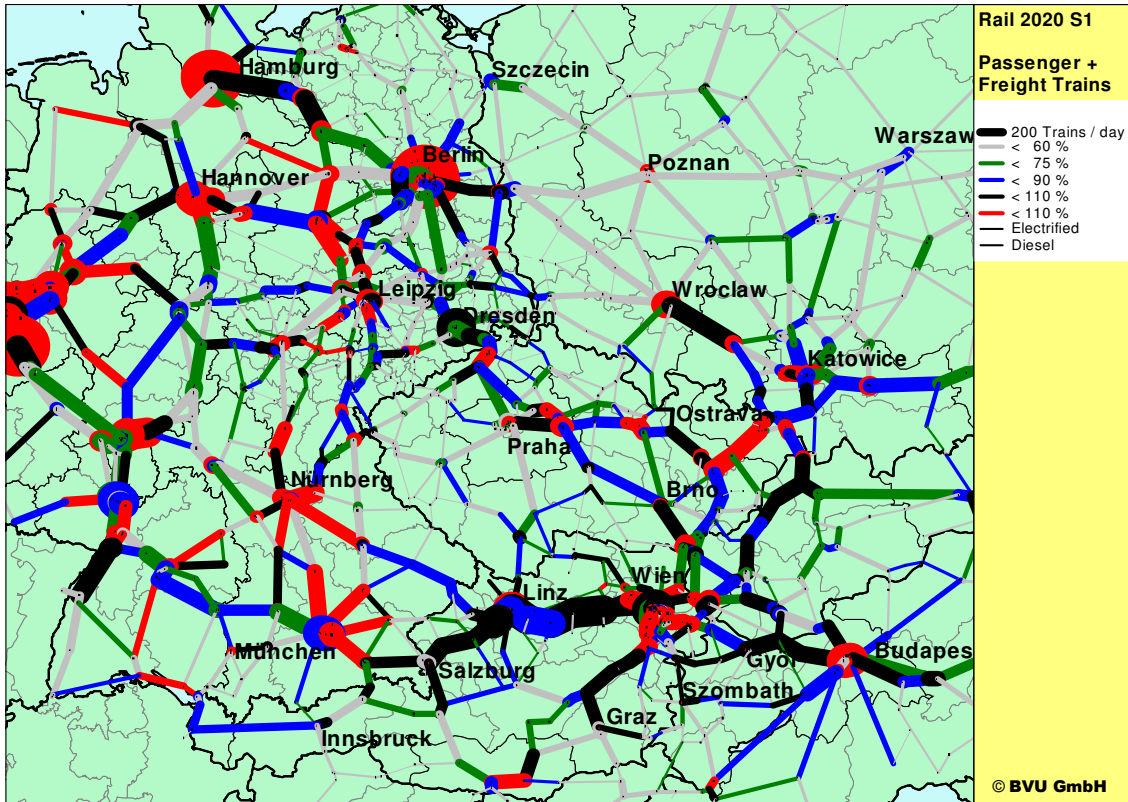 Rail 2020 S1
Passenger +
Freight Trains
200 Trains / day
< 60 %
< 75 %
< 90 %
< 110 %
< 110 %
Electrified
Diesel
Hamburg
Szczecin
Warszaw
Berlin
Poznan
Hannover
Leipzig
Wroclaw
Dresden
Katowice
Ostrava
Praha
Nürnberg
Brno
Wien
Linz
München
Salzburg
Györ
Budapes
Szombath
Graz
Innsbruck
© BVU GmbH